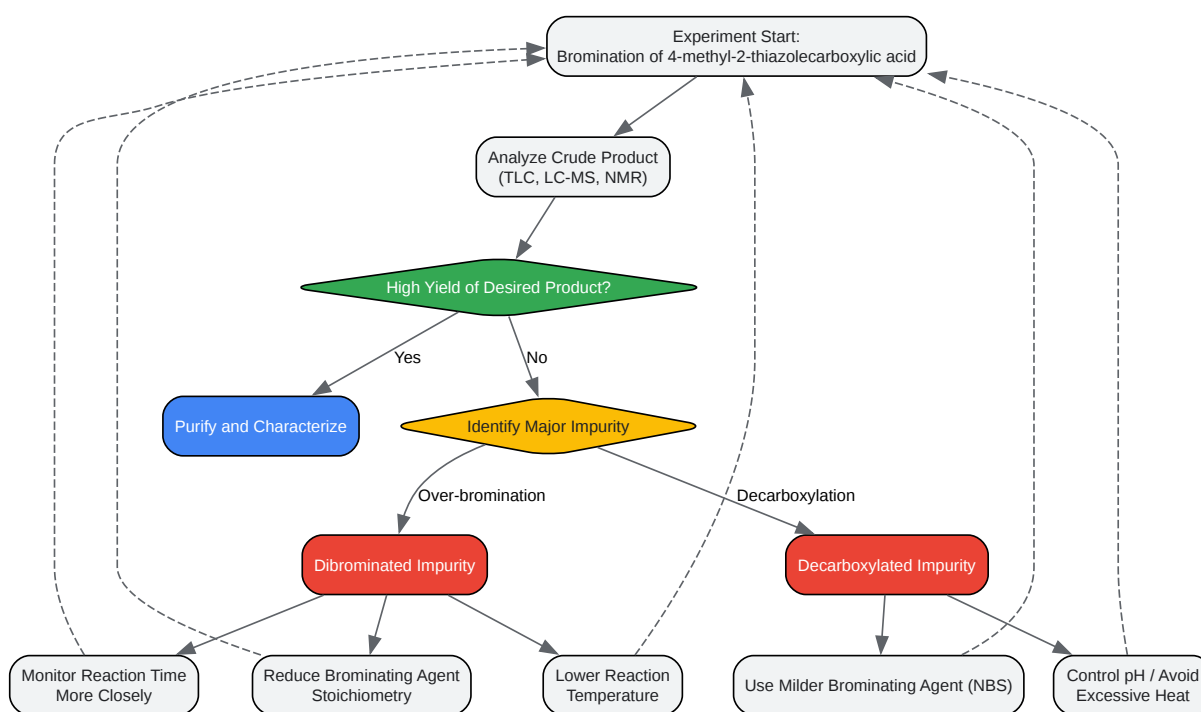 Experiment Start:
Bromination of 4-methyl-2-thiazolecarboxylic acid
Analyze Crude Product
(TLC, LC-MS, NMR)
High Yield of Desired Product?
Yes
No
Purify and Characterize
Identify Major Impurity
Over-bromination
Decarboxylation
Dibrominated Impurity
Decarboxylated Impurity
Monitor Reaction Time
More Closely
Reduce Brominating Agent
Stoichiometry
Lower Reaction
Temperature
Use Milder Brominating Agent (NBS)
Control pH / Avoid
Excessive Heat